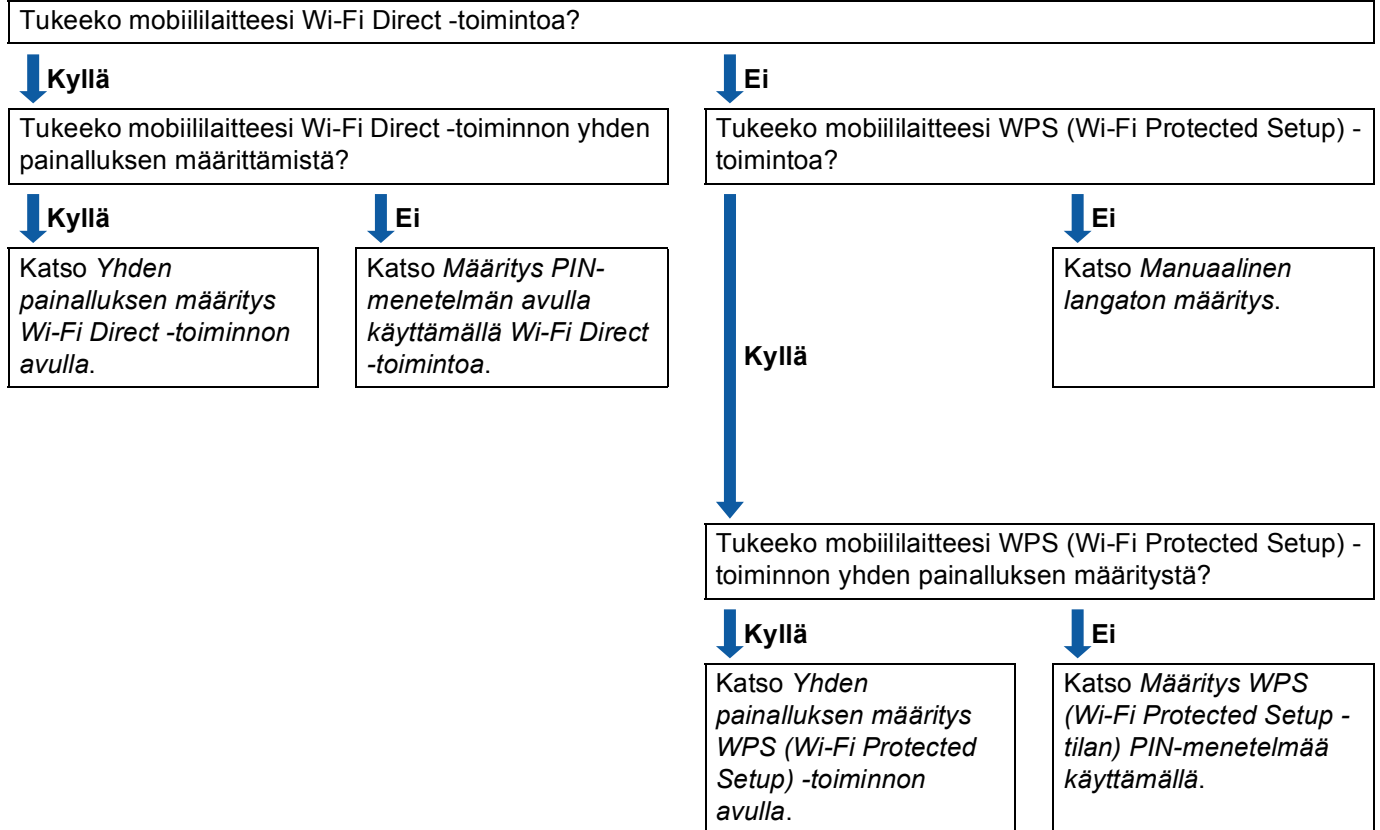 Tukeeko mobiililaitteesi Wi-Fi Direct -toimintoa?
Kyllä
Ei
Tukeeko mobiililaitteesi Wi-Fi Direct -toiminnon yhden
painalluksen määrittämistä?
Tukeeko mobiililaitteesi WPS (Wi-Fi Protected Setup) -
toimintoa?
Kyllä
Ei
Ei
Katso Yhden
painalluksen määritys
Wi-Fi Direct -toiminnon
avulla.
Katso Määritys PIN-
menetelmän avulla
käyttämällä Wi-Fi Direct
-toimintoa.
Katso Manuaalinen
langaton määritys.
Kyllä
Tukeeko mobiililaitteesi WPS (Wi-Fi Protected Setup) -
toiminnon yhden painalluksen määritystä?
Kyllä
Ei
Katso Yhden
painalluksen määritys
WPS (Wi-Fi Protected
Setup) -toiminnon
avulla.
Katso Määritys WPS
(Wi-Fi Protected Setup -
tilan) PIN-menetelmää
käyttämällä.